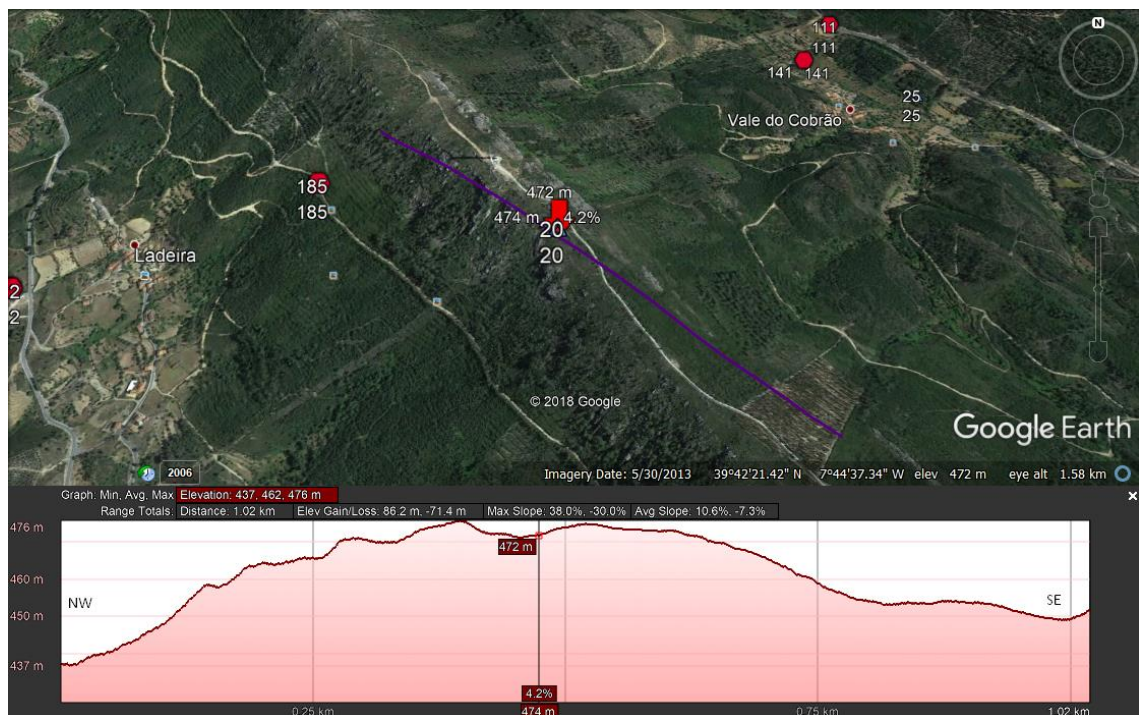 N
111
111
141 141
25
25
Vale do Cobrão
185
185
472 m
474 m 4.2%
20
20
Ladeira
2
2
© 2018 Google
Google Earth
2006
Imagery Date: 5/30/2013 39°42'21.42" N 7°44'37.34" W elev 472 m eye alt 1.58 km
Graph: Min, Avg, Max Elevation: 437, 462, 476 m
Range Totals: Distance: 1.02 km Elev Gain/Loss: 86.2 m, -71.4 m Max Slope: 38.0%, -30.0% Avg Slope: 10.6%, -7.3%
476 m
472 m
460 m
NW
SE
450 m
437 m
4.2%
0.25 km 474 m 0.75 km 1.02 km